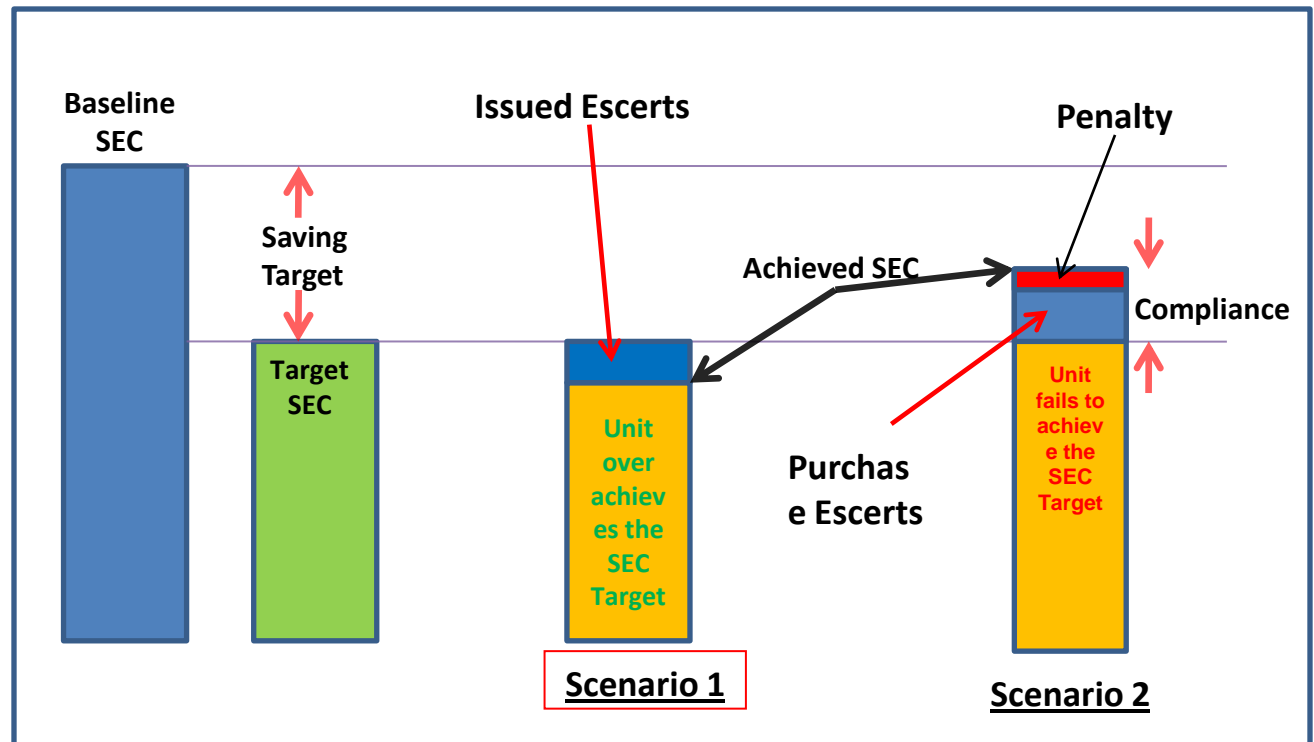 Baseline
SEC
Saving
Target
Target
SEC
Issued Escerts
Unit
over
achiev
es the
SEC
Target
Scenario 1
Achieved SEC
Purchas
e Escerts
Penalty
Compliance
Unit
fails to
achiev
e the
SEC
Target
Scenario 2